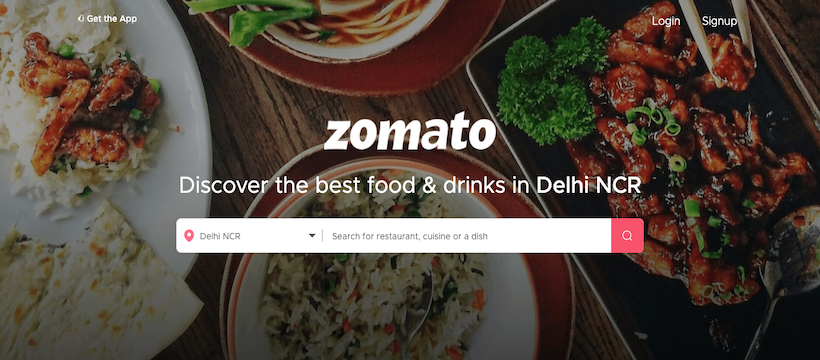 Get the App
Login Signup
zomato
Discover the best food & drinks in Delhi NCR
Delhi NCR
Search for restaurant, cuisine or a dish